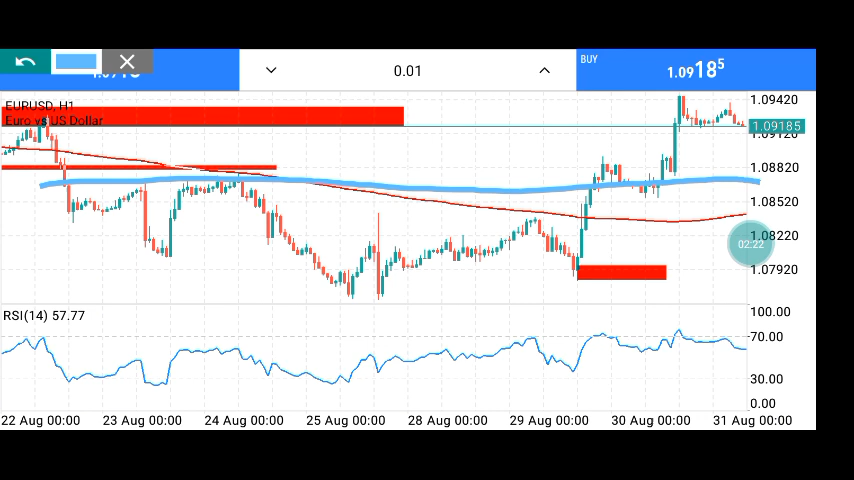 BUY
0.01
1.09185
EURUSD, H1
Euro vs US Dollar
1.09420
1.09185
1.09120
1.08820
1.08520
1.08220
02:22
1.07920
RSI(14) 57.77
100.00
70.00
30.00
0.00
22 Aug 00:00 23 Aug 00:00 24 Aug 00:00 25 Aug 00:00 28 Aug 00:00 29 Aug 00:00 30 Aug 00:00 31 Aug 00:00